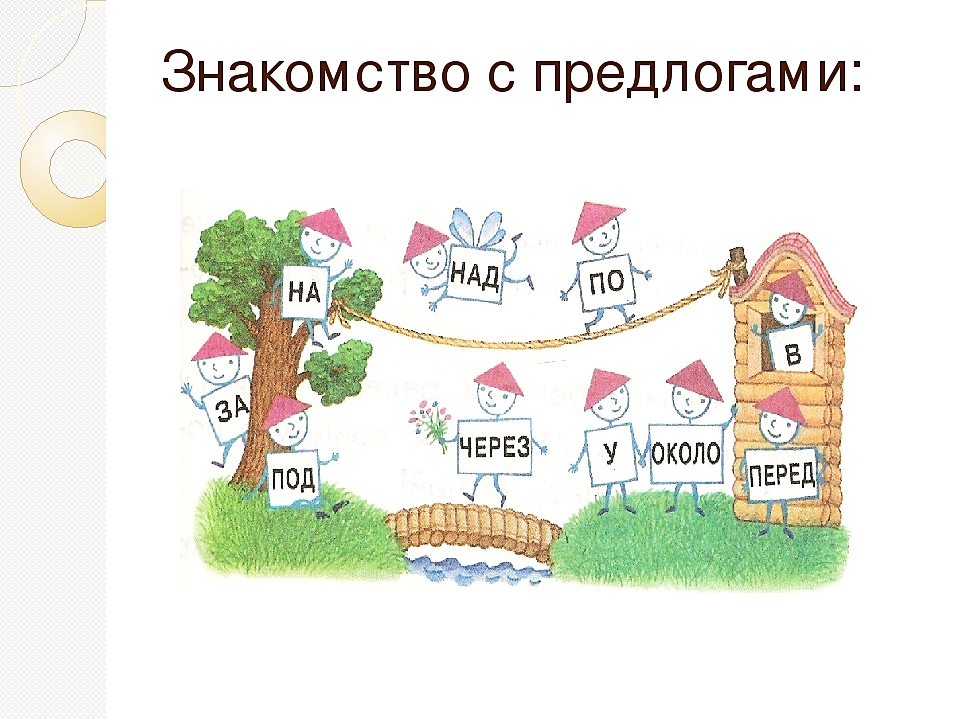 Знакомство с предлогами:
НА
НАД
ПО
В
ЗА
ПОД
ЧЕРЕЗ
У
ОКОЛО
ПЕРЕД